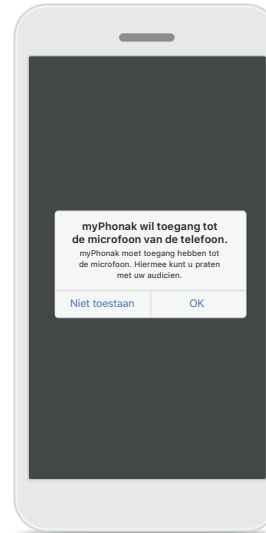 myPhonak wil toegang tot
de microfoon van de telefoon.
myPhonak moet toegang hebben tot
de microfoon. Hiermee kunt u praten
met uw audicien.
Niet toestaan OK